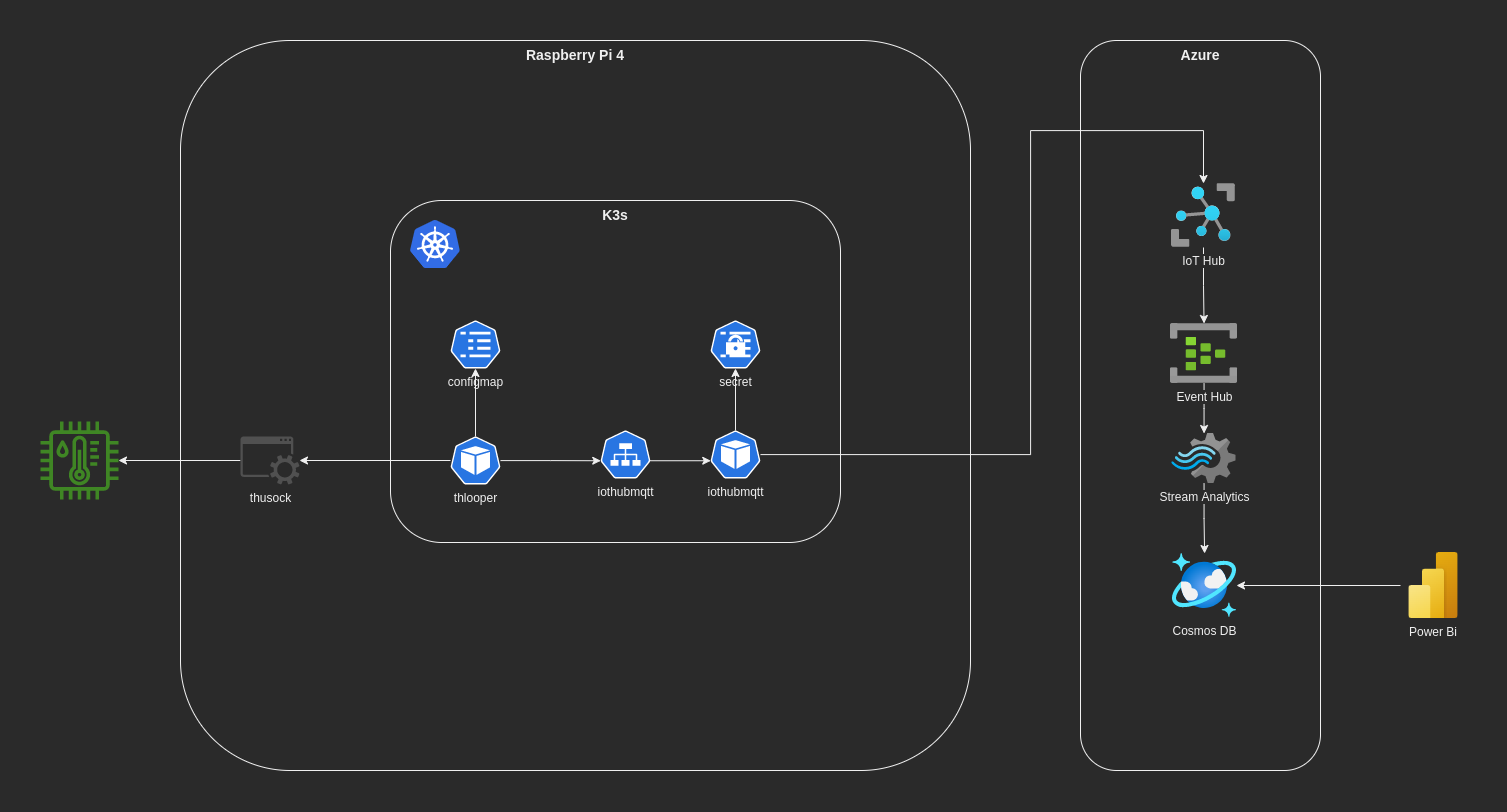 Raspberry Pi 4
Azure
K3s
IoT Hub
configmap
secret
Event Hub
thusock
thlooper
iothubmqtt
iothubmqtt
Stream Analytics
Cosmos DB
Power Bi